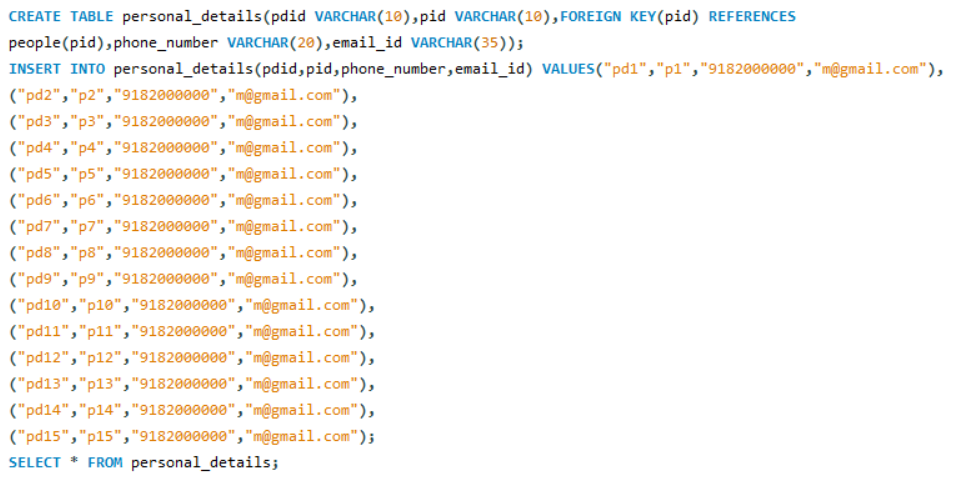 CREATE TABLE personal_details(pdid VARCHAR(10),pid VARCHAR(10),FOREIGN KEY(pid) REFERENCES
people(pid),phone_number VARCHAR(20),email_id VARCHAR(35));
INSERT INTO personal_details(pdid,pid,phone_number,email_id) VALUES("pd1","p1","9182000000","m@gmail.com"),
("pd2","p2","9182000000","m@gmail.com"),
("pd3","p3","9182000000","m@gmail.com"),
("pd4","p4","9182000000","m@gmail.com"),
("pd5","p5","9182000000","m@gmail.com"),
("pd6","p6","9182000000","m@gmail.com"),
("pd7","p7","9182000000","m@gmail.com"),
("pd8","p8","9182000000","m@gmail.com"),
("pd9","p9","9182000000","m@gmail.com"),
("pd10","p10","9182000000","m@gmail.com"),
("pd11","p11","9182000000","m@gmail.com"),
("pd12","p12","9182000000","m@gmail.com"),
("pd13","p13","9182000000","m@gmail.com"),
("pd14","p14","9182000000","m@gmail.com"),
("pd15","p15","9182000000","m@gmail.com");
SELECT * FROM personal_details;